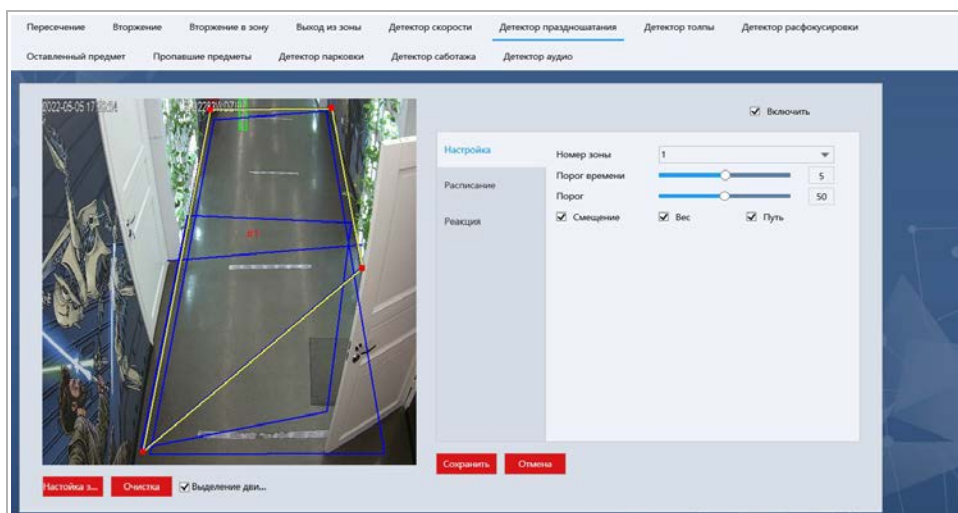 Пересечение Вторжение Вторжение в зону Выход из зоны Детектор скорости Детектор праздношатания Детектор толпы Детектор расфокусировки
Оставленный предмет Пропавшие предметы Детектор парковки Детектор саботажа Детектор аудио
2022-05-05 17
Включить
Настройка
Номер зоны 1
Порог времени 5
Расписание
Порог 50
Реакция
Смещение Вес Путь
Сохранить Отмена
Настойка з... Очистка Выделение дви...